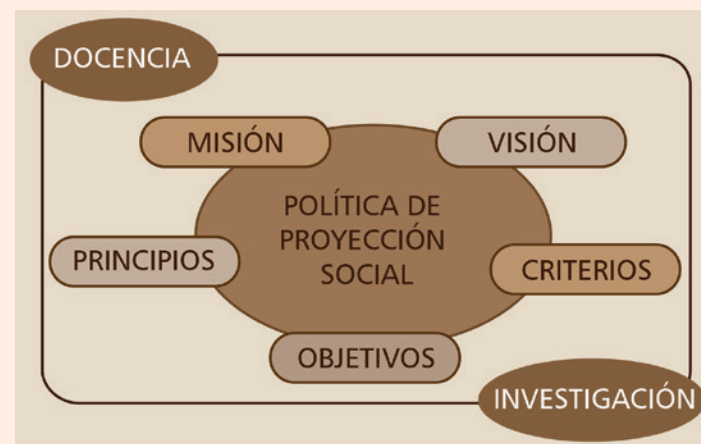 DOCENCIA
MISIÓN
VISIÓN
POLÍTICA DE
PROYECCIÓN
SOCIAL
PRINCIPIOS
CRITERIOS
OBJETIVOS
INVESTIGACIÓN